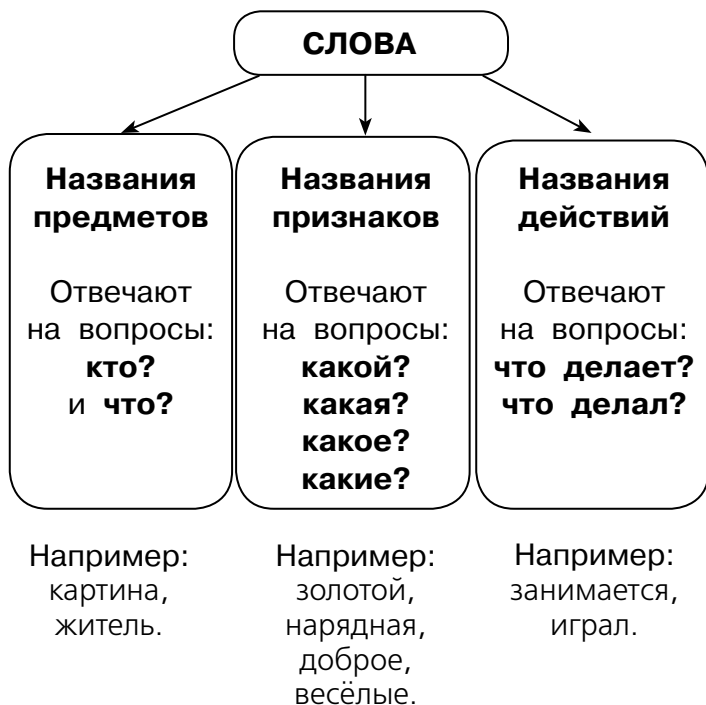 СЛОВА
Названия
предметов
Отвечают
на вопросы:
кто?
и что?
Названия
признаков
Отвечают
на вопросы:
какой?
какая?
какое?
какие?
Названия
действий
Отвечают
на вопросы:
что делает?
что делал?
Например:
картина,
житель.
Например:
золотой,
нарядная,
доброе,
весёлые.
Например:
занимается,
играл.